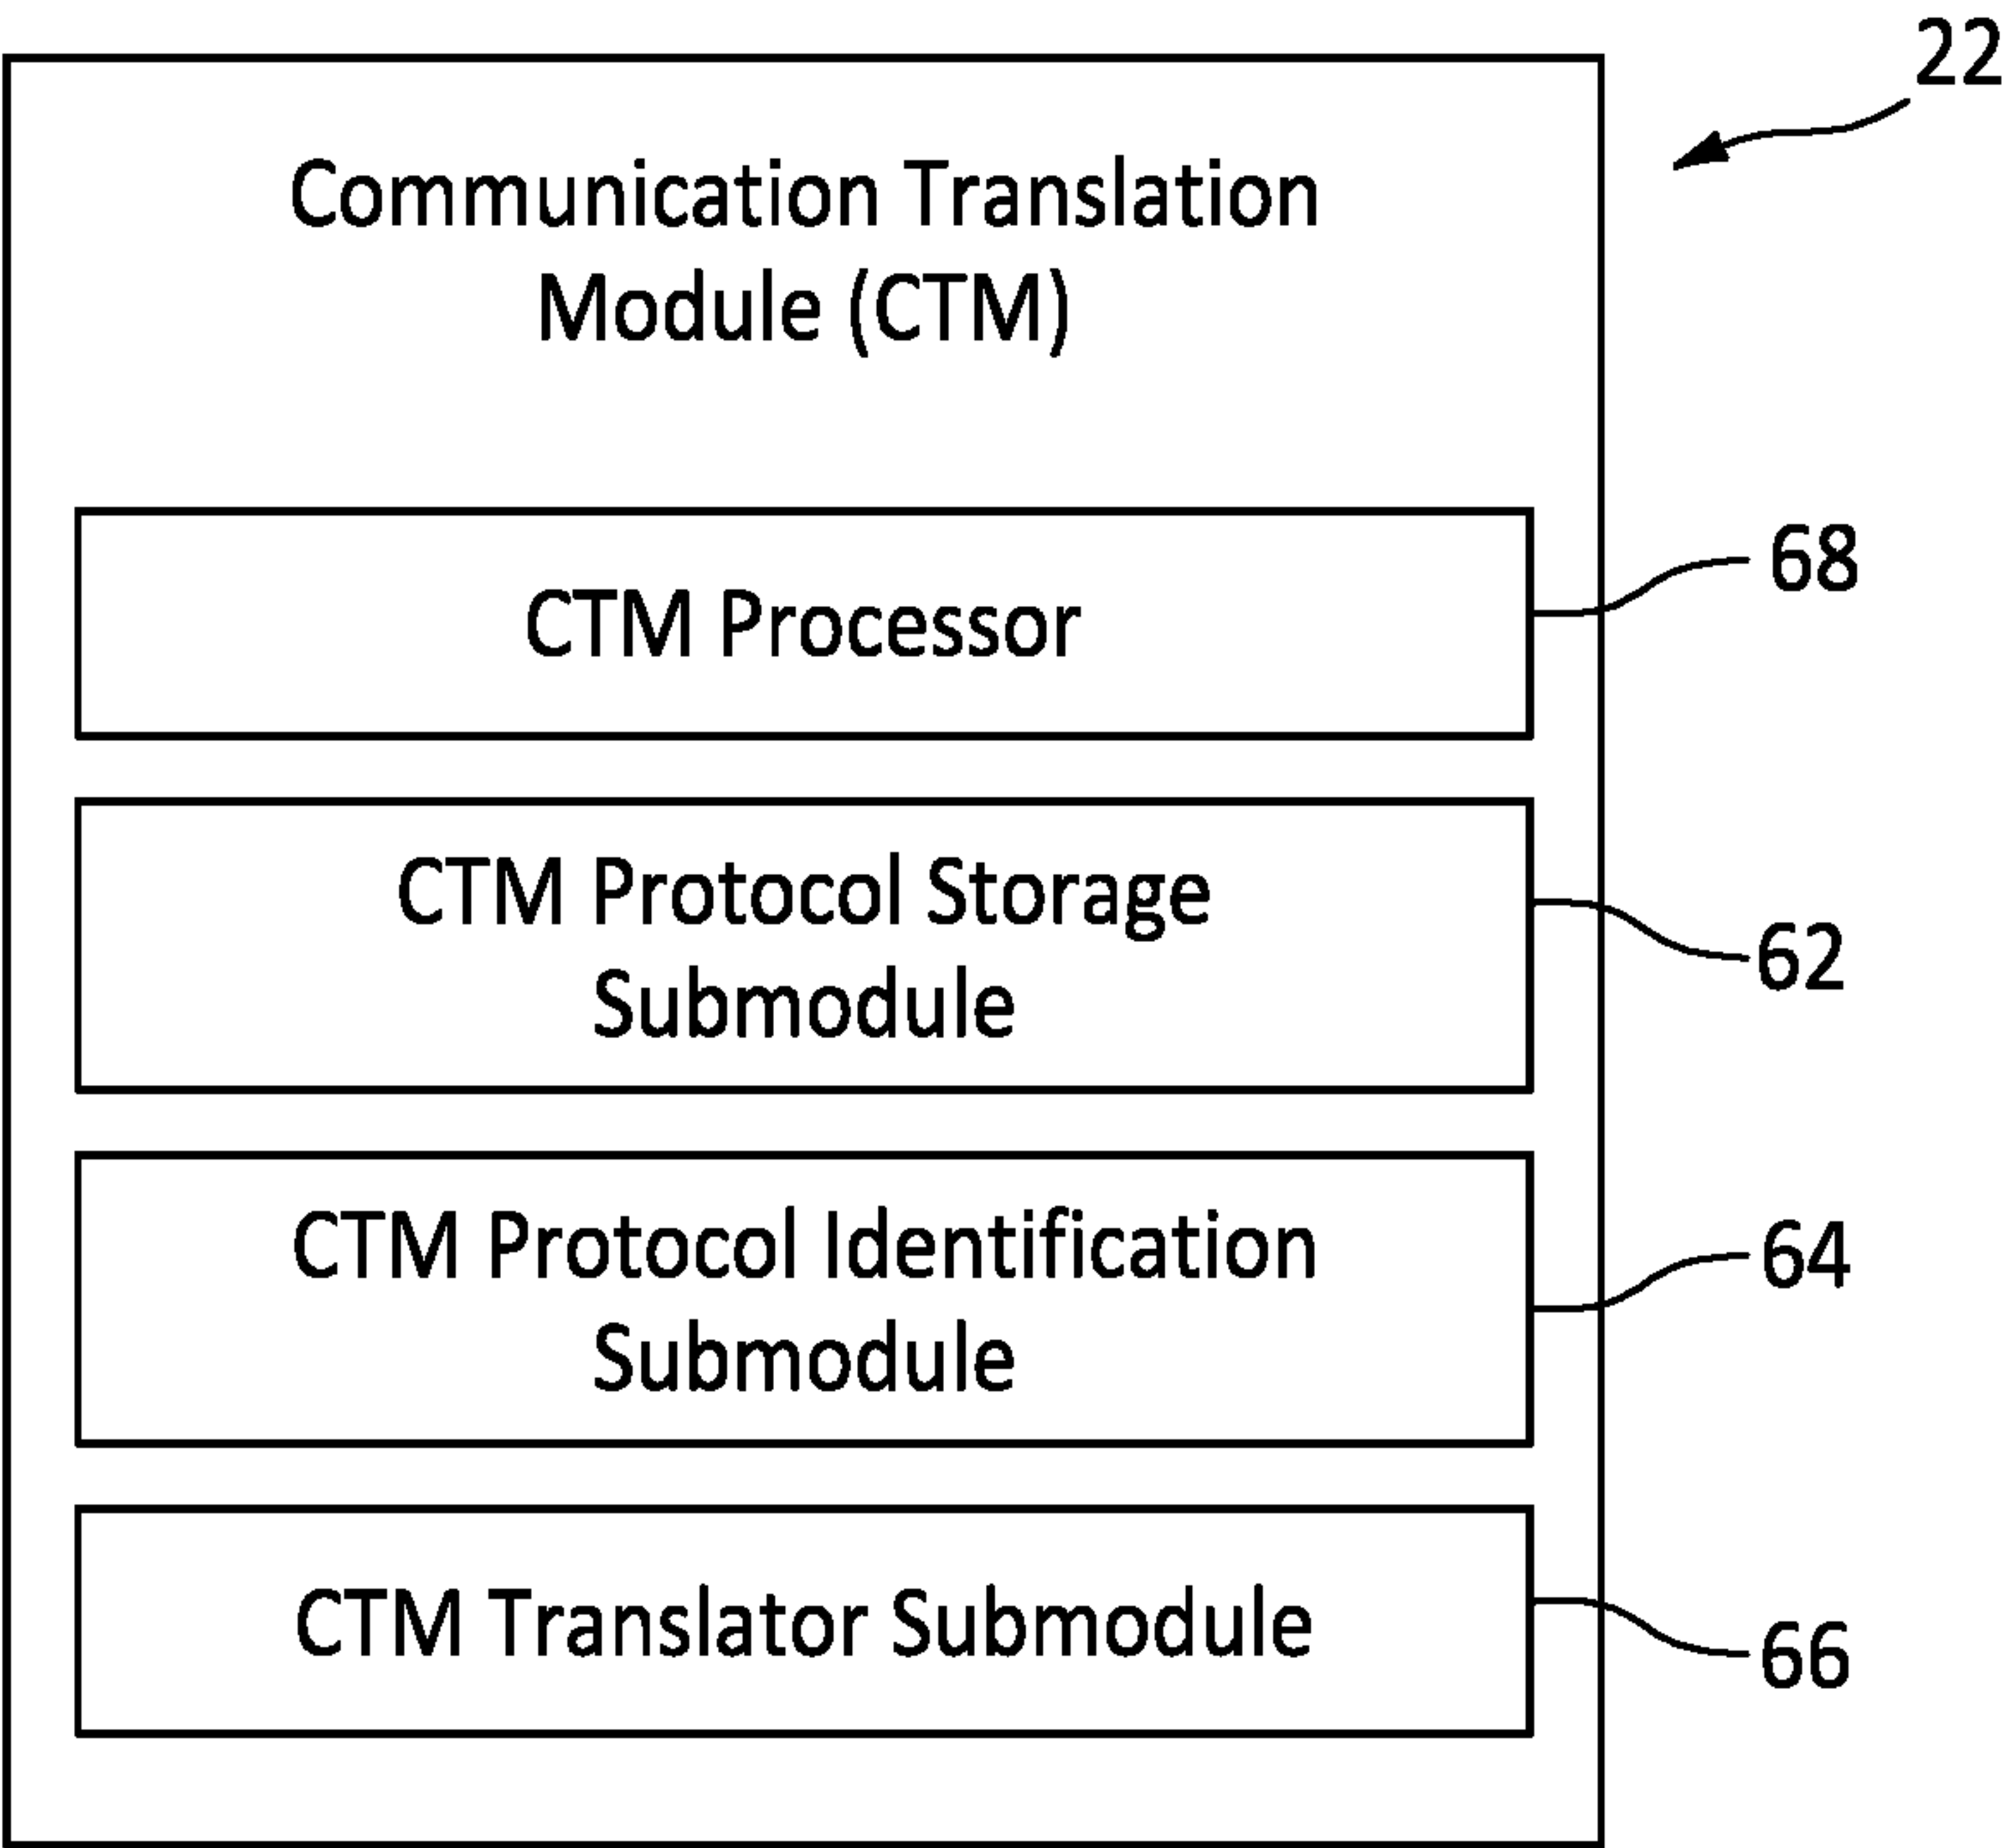 22
Communication Translation
Module (CTM)
CTM Processor
68
CTM Protocol Storage
Submodule
62
CTM Protocol Identification
Submodule
64
CTM Translator Submodule
66